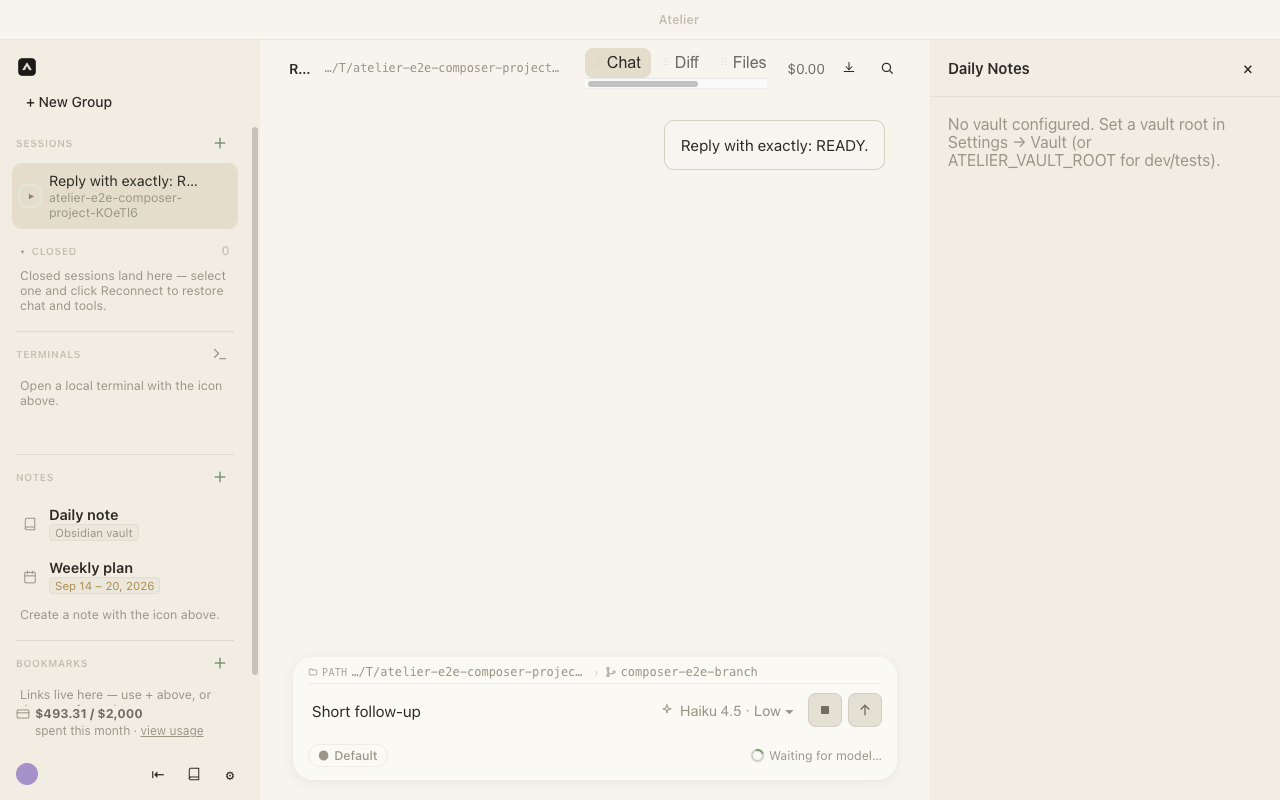 Atelier
+ New Group
SESSIONS
Reply with exactly: R...
atelier-e2e-composer-
project-KOeTI6
CLOSED 0
Closed sessions land here — select
one and click Reconnect to restore
chat and tools.
TERMINALS
Open a local terminal with the icon
above.
NOTES
Daily note
Obsidian vault
Weekly plan
Sep 14 – 20, 2026
Create a note with the icon above.
BOOKMARKS
Links live here — use + above, or
$493.31 / $2,000
spent this month · view usage
R... …/T/atelier-e2e-composer-project… Chat Diff Files $0.00
Reply with exactly: READY.
PATH …/T/atelier-e2e-composer-projec… › composer-e2e-branch
Short follow-up
Haiku 4.5 · Low
Default
Waiting for model...
Daily Notes
No vault configured. Set a vault root in
Settings → Vault (or
ATELIER_VAULT_ROOT for dev/tests).